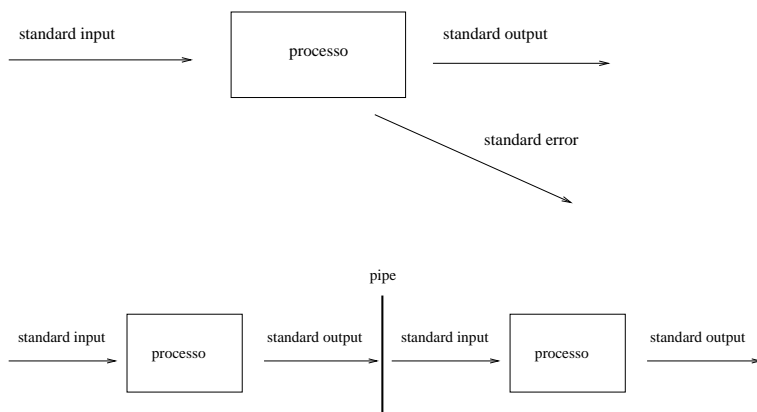 standard input
processo
standard output
standard error
pipe
standard input
processo
standard output
standard input
processo
standard output